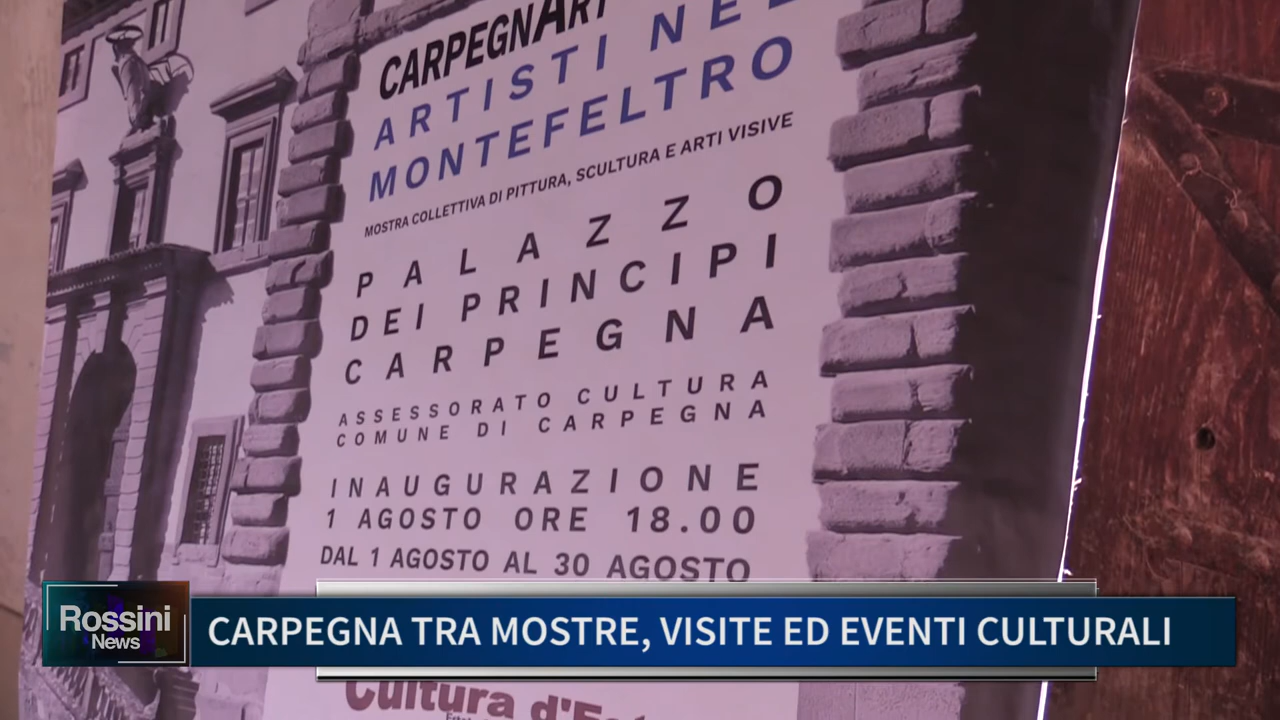 CARPEGNART
ARTISTI NEL
MONTEFELTRO
MOSTRA COLLETTIVA DI PITTURA, SCULTURA E ARTI VISIVE
PALAZZO
DEI PRINCIPI
CARPEGNA
ASSESSORATO CULTURA
COMUNE DI CARPEGNA
INAUGURAZIONE
1 AGOSTO ORE 18.00
DAL 1 AGOSTO AL 30 AGOSTO
Rossini
News
CARPEGNA TRA MOSTRE, VISITE ED EVENTI CULTURALI
Cultura